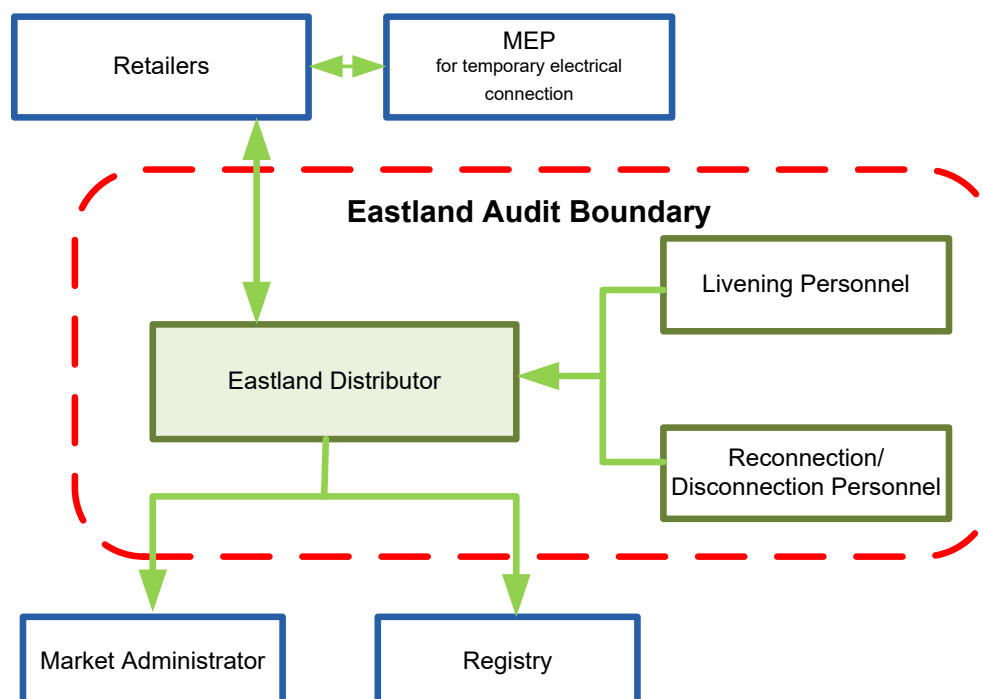 Retailers
MEP
for temporary electrical
connection
Eastland Audit Boundary
Livening Personnel
Eastland Distributor
Reconnection/
Disconnection Personnel
Market Administrator
Registry